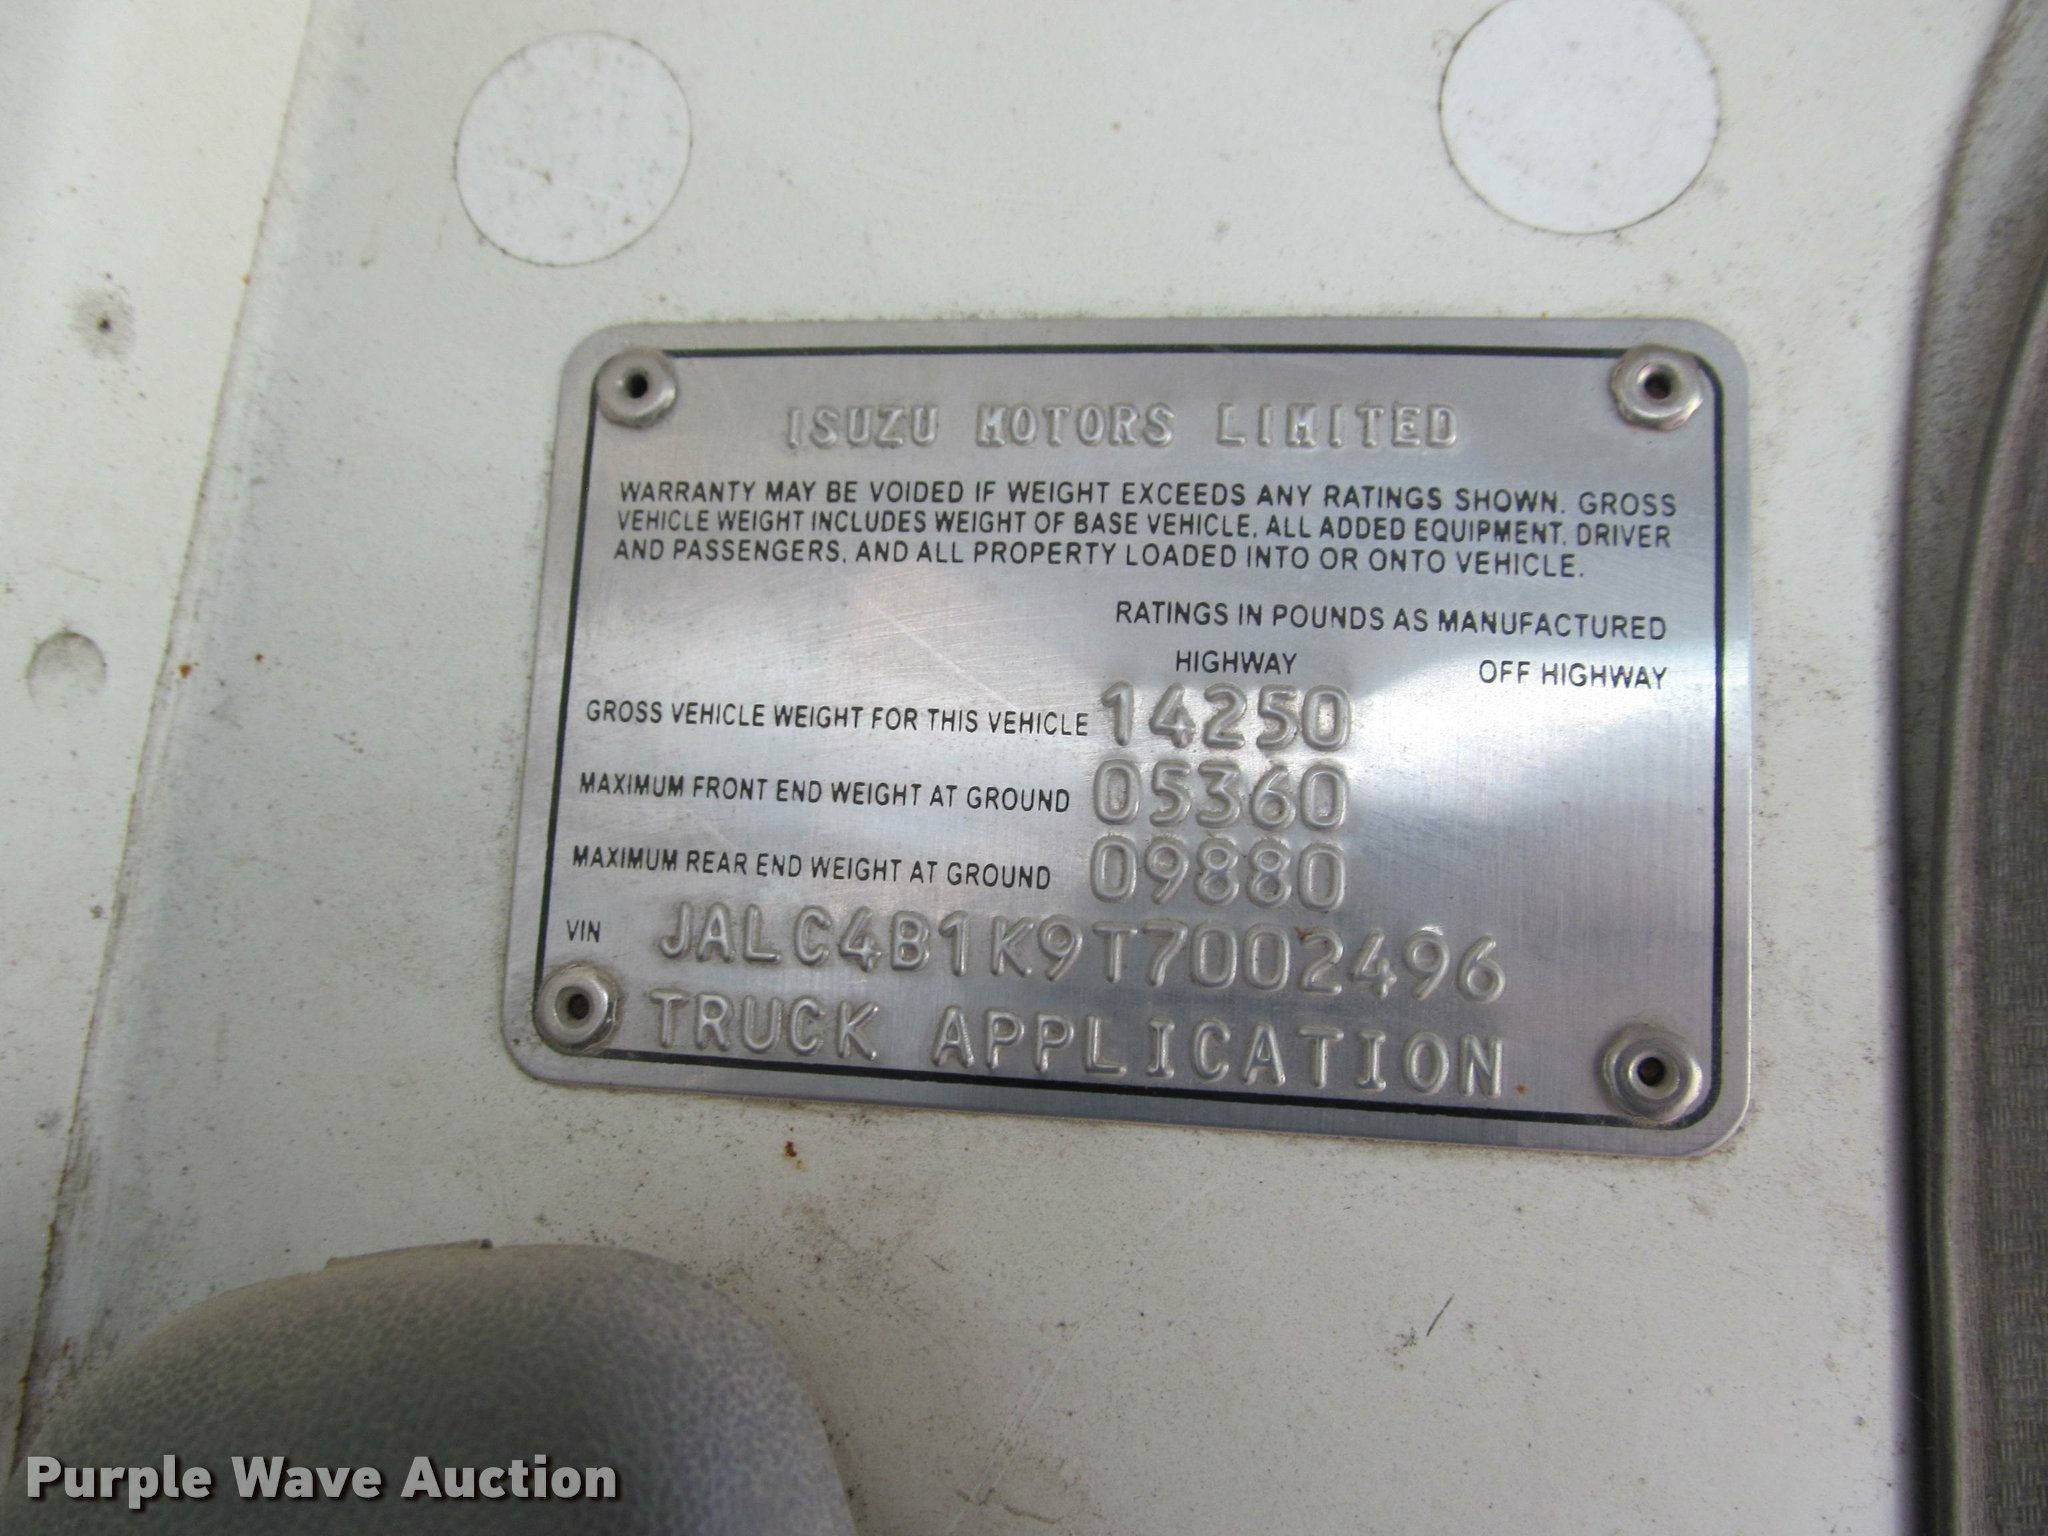 ISUZU MOTORS LIMITED
WARRANTY MAY BE VOIDED IF WEIGHT EXCEEDS ANY RATINGS SHOWN. GROSS
VEHICLE WEIGHT INCLUDES WEIGHT OF BASE VEHICLE, ALL ADDED EQUIPMENT, DRIVER
AND PASSENGERS, AND ALL PROPERTY LOADED INTO OR ONTO VEHICLE.
RATINGS IN POUNDS AS MANUFACTURED
HIGHWAY OFF HIGHWAY
GROSS VEHICLE WEIGHT FOR THIS VEHICLE 14250
MAXIMUM FRONT END WEIGHT AT GROUND 05360
MAXIMUM REAR END WEIGHT AT GROUND 09880
VIN JALC4B1K9T7002496
TRUCK APPLICATION
Purple Wave Auction